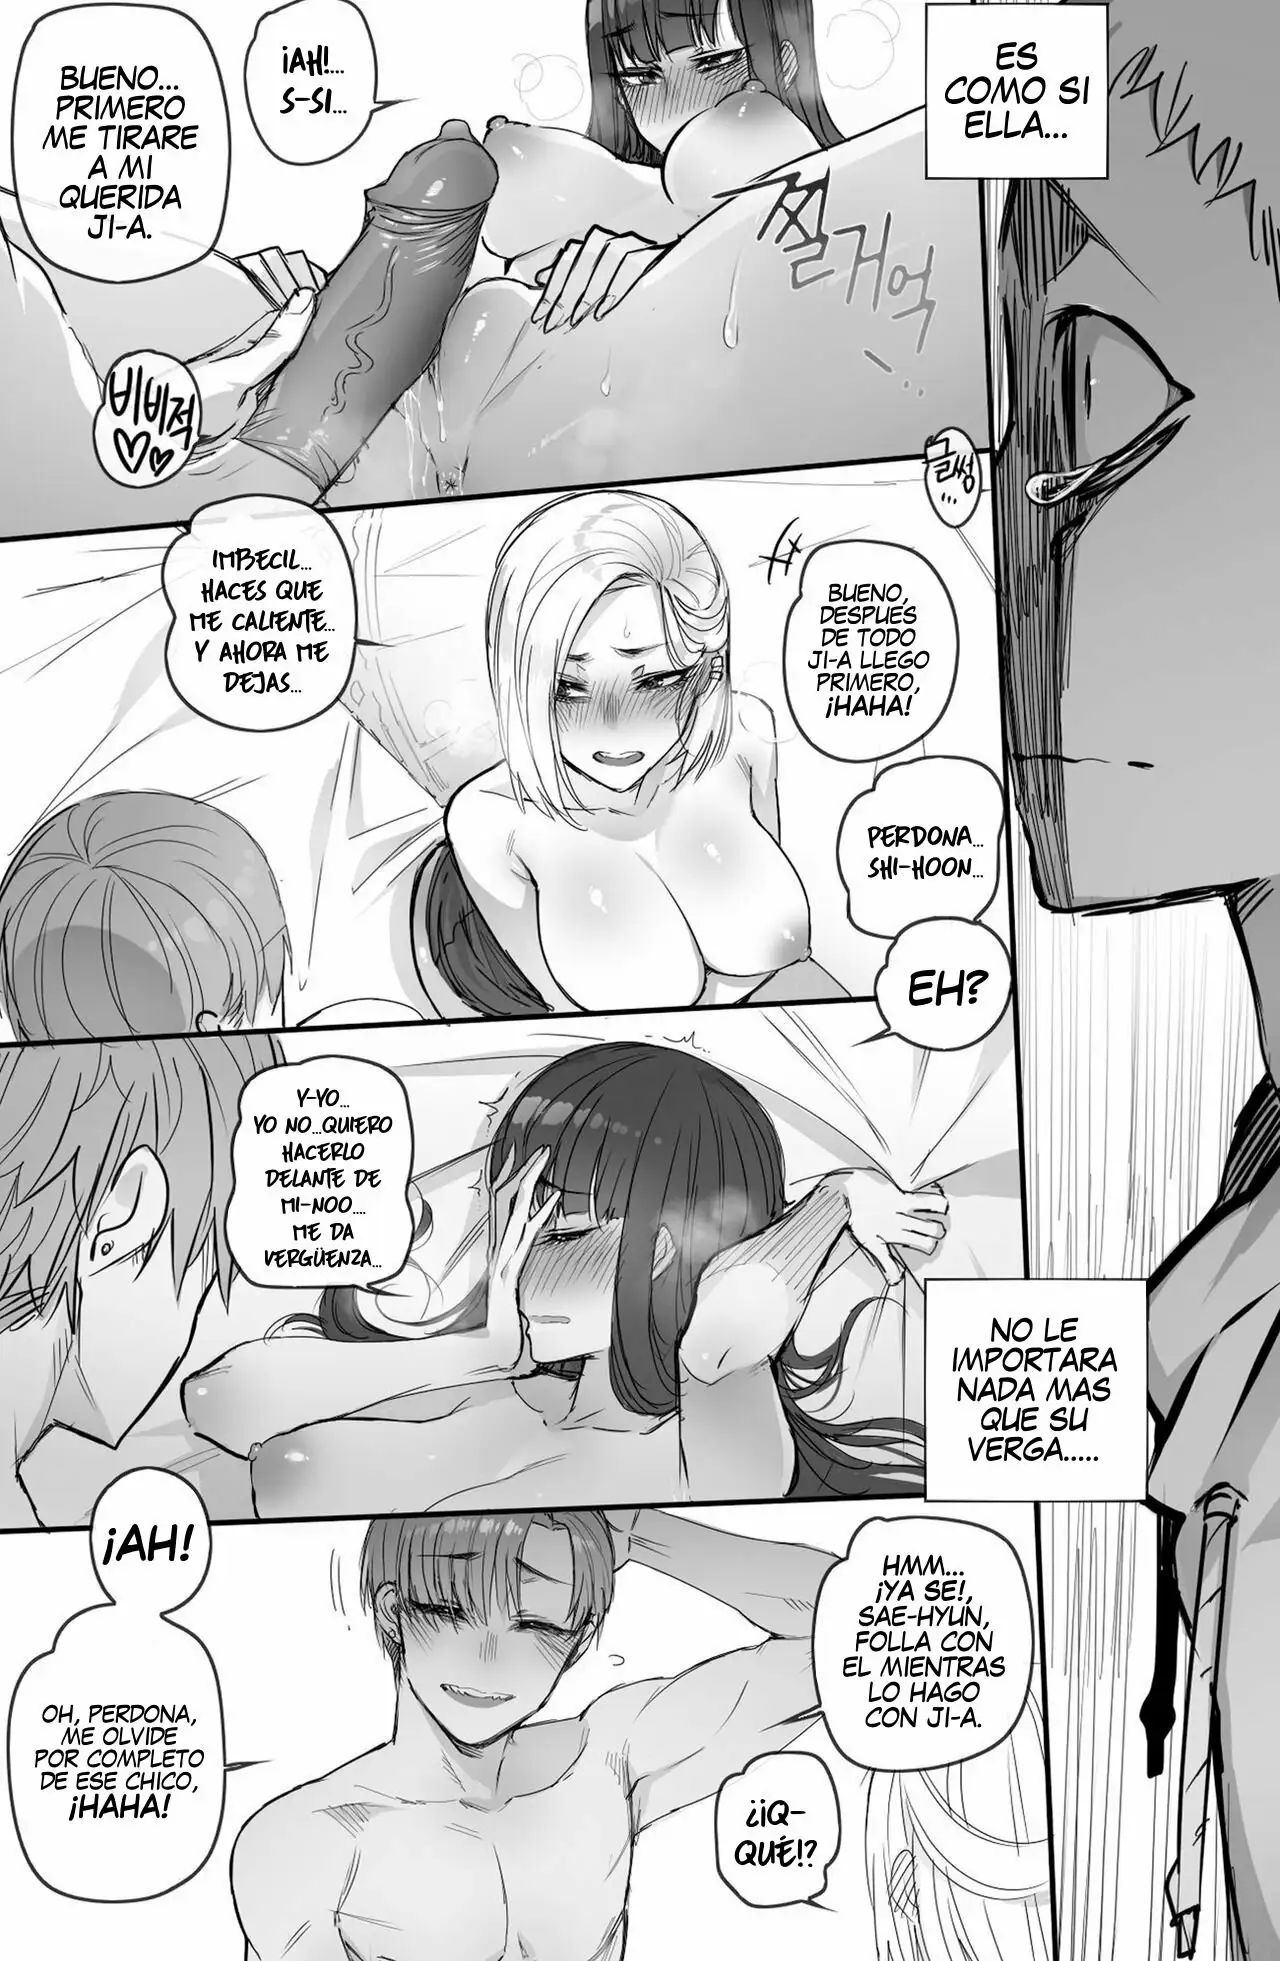 BUENO...
PRIMERO
ME TIRARE
A MI
QUERIDA
JI-A.
¡AH!...
S-SI...
ES
COMO SI
ELLA...
찔거억
비비적
글썽
...
IMBECIL...
HACES QUE
ME CALIENTE...
Y AHORA ME
DEJAS...
BUENO,
DESPUES
DE TODO
JI-A LLEGO
PRIMERO,
¡HAHA!
PERDONA...
SHI-HOON...
EH?
Y-YO...
YO NO...QUIERO
HACERLO
DELANTE DE
MI-NOO....
ME DA
VERGÜENZA...
NO LE
IMPORTARA
NADA MAS
QUE SU
VERGA.....
¡AH!
OH, PERDONA,
ME OLVIDE
POR COMPLETO
DE ESE CHICO,
¡HAHA!
HMM...
¡YA SE!,
SAE-HYUN,
FOLLA CON
EL MIENTRAS
LO HAGO
CON JI-A.
¿¡Q-
QUÉ!?